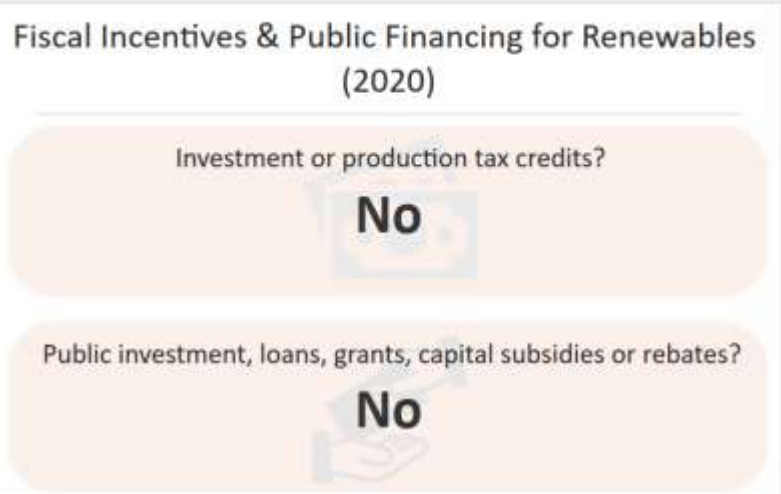 Fiscal Incentives & Public Financing for Renewables
(2020)
Investment or production tax credits?
No
Public investment, loans, grants, capital subsidies or rebates?
No